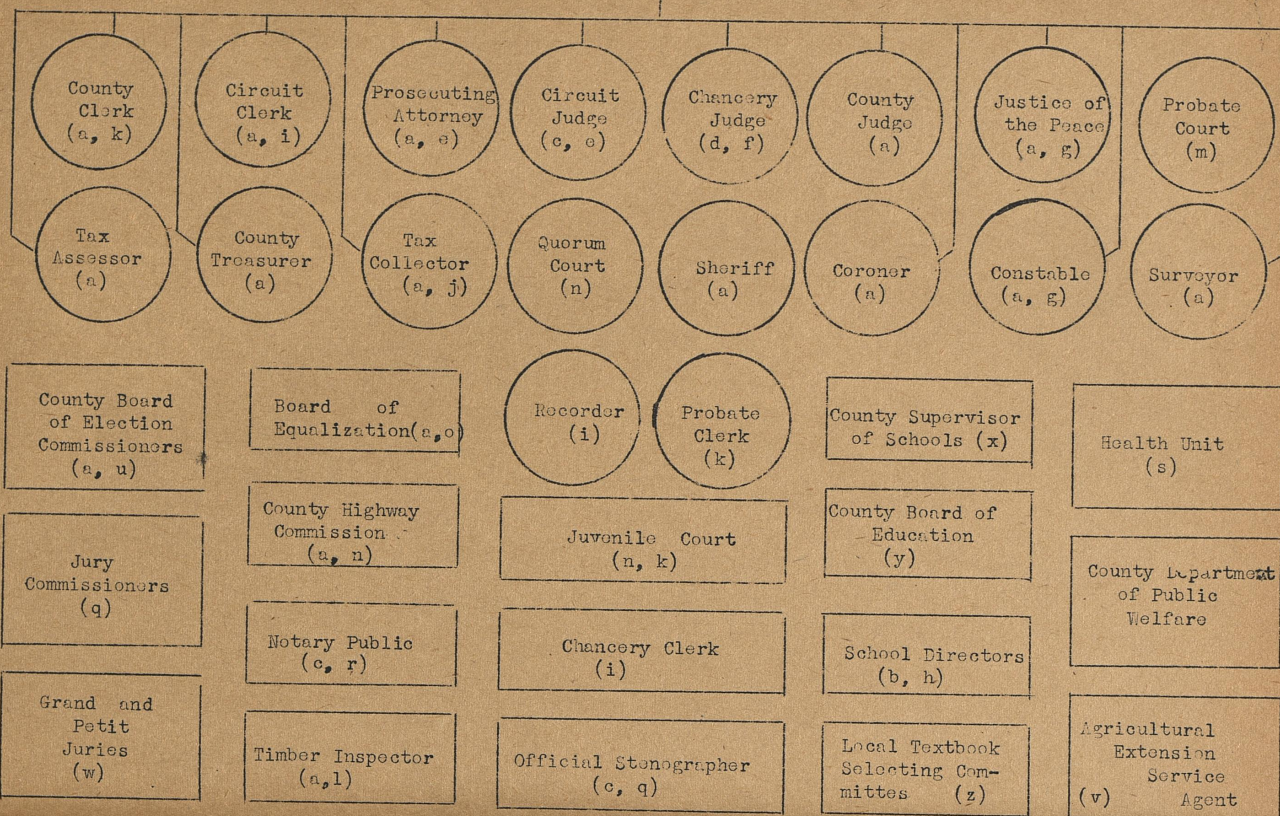 County
Clerk
(a, k)
Circuit
Clerk
(a, i)
Prosecuting
Attorney
(a, e)
Circuit
Judge
(c, e)
Chancery
Judge
(d, f)
County
Judge
(a)
Justice of
the Peace
(a, g)
Probate
Court
(m)
Tax
Assessor
(a)
County
Treasurer
(a)
Tax
Collector
(a, j)
Quorum
Court
(n)
Sheriff
(a)
Coroner
(a)
Constable
(a, g)
Surveyor
(a)
County Board
of Election
Commissioners
(a, u)
Board of
Equalization(a,o)
Recorder
(i)
Probate
Clerk
(k)
County Supervisor
of Schools (x)
Health Unit
(s)
County Highway
Commission
(a, n)
Juvenile Court
(n, k)
County Board of
Education
(y)
Jury
Commissioners
(q)
County Department
of Public
Welfare
Notary Public
(c, r)
Chancery Clerk
(i)
School Directors
(b, h)
Grand and
Petit
Juries
(w)
Timber Inspector
(a,l)
Official Stenographer
(c, q)
Local Textbook
Selecting Com-
mittes (z)
Agricultural
Extension
Service
(v) Agent